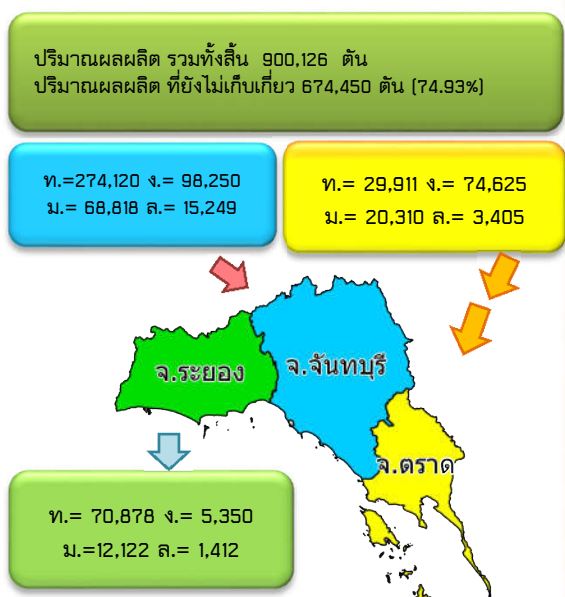 ปริมาณผลผลิต รวมทั้งสิ้น 900,126 ตัน
ปริมาณผลผลิต ที่ยังไม่เก็บเกี่ยว 674,450 ตัน (74.93%)
ท.=274,120 ง.= 98,250
ม.= 68,818 ล.= 15,249
ท.= 29,911 ง.= 74,625
ม.= 20,310 ล.= 3,405
จ.ระยอง
จ.จันทบุรี
จ.ตราด
ท.= 70,878 ง.= 5,350
ม.=12,122 ล.= 1,412